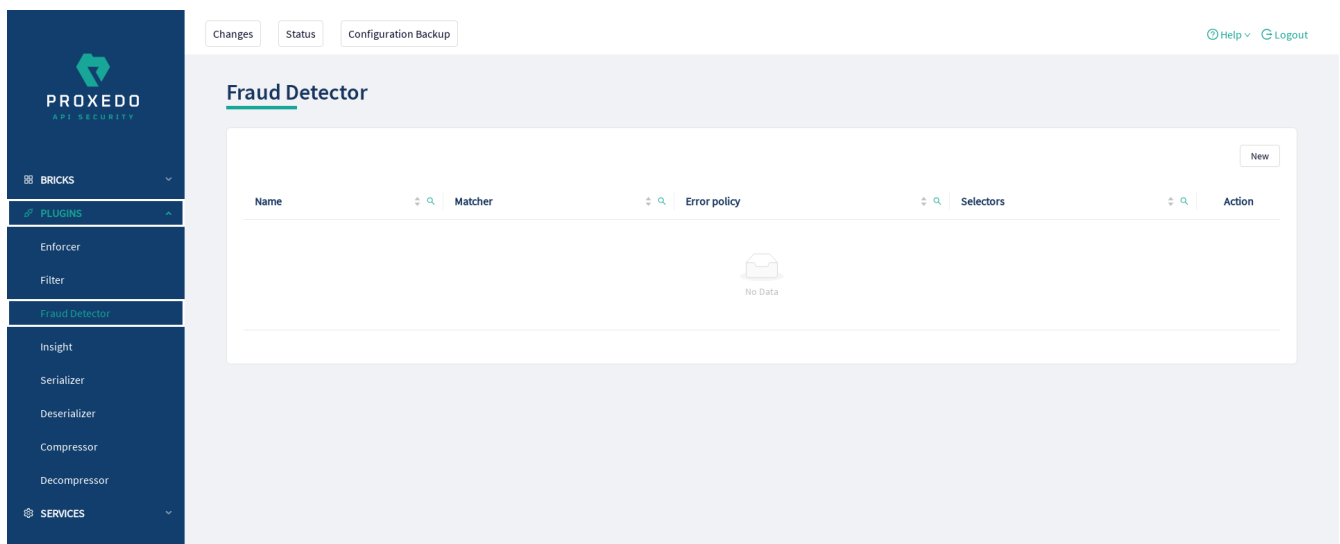 PROXEDO
API SECURITY
BRICKS
PLUGINS
Enforcer
Filter
Fraud Detector
Insight
Serializer
Deserializer
Compressor
Decompressor
SERVICES
Changes Status Configuration Backup Help Logout
Fraud Detector
New
Name Matcher Error policy Selectors Action
No Data